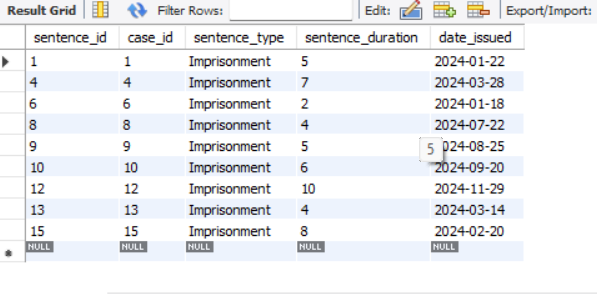 Result Grid Filter Rows: Edit: Export/Import:
sentence_id case_id sentence_type sentence_duration date_issued
1 1 Imprisonment 5 2024-01-22
4 4 Imprisonment 7 2024-03-28
6 6 Imprisonment 2 2024-01-18
8 8 Imprisonment 4 2024-07-22
9 9 Imprisonment 5 5 2024-08-25
10 10 Imprisonment 6 2024-09-20
12 12 Imprisonment 10 2024-11-29
13 13 Imprisonment 4 2024-03-14
15 15 Imprisonment 8 2024-02-20
NULL NULL NULL NULL NULL